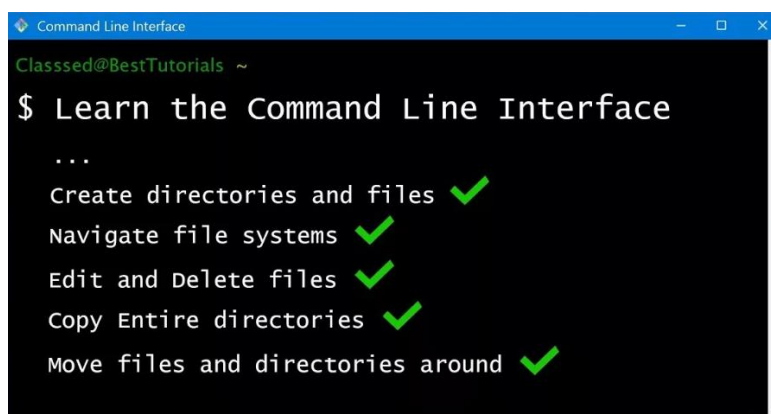 Command Line Interface
Classsed@BestTutorials ~
$ Learn the Command Line Interface
...
Create directories and files
Navigate file systems
Edit and Delete files
Copy Entire directories
Move files and directories around